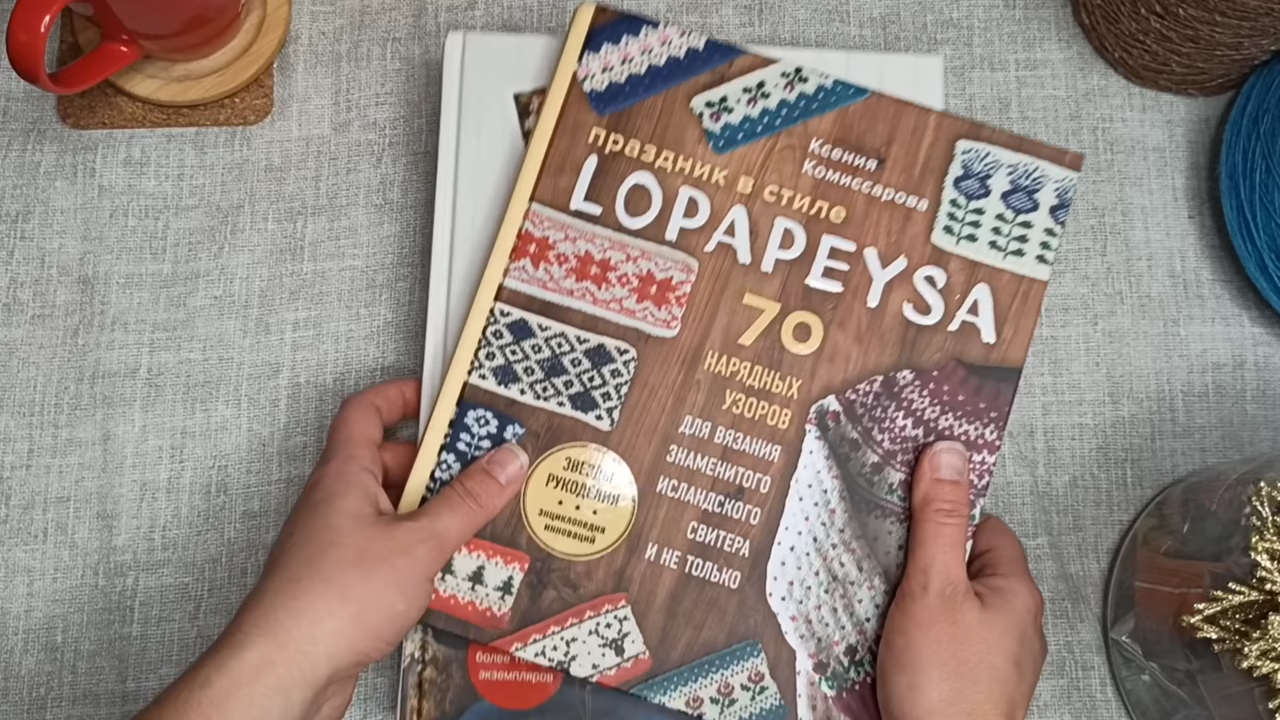 Ксения
Комиссарова
праздник в стиле
LOPAPEYSA
70
НАРЯДНЫХ
УЗОРОВ
ДЛЯ ВЯЗАНИЯ
ЗНАМЕНИТОГО
ИСЛАНДСКОГО
СВИТЕРА
И НЕ ТОЛЬКО
ЗВЕЗДЫ
РУКОДЕЛИЯ
энциклопедия
инноваций
более
экземпляров